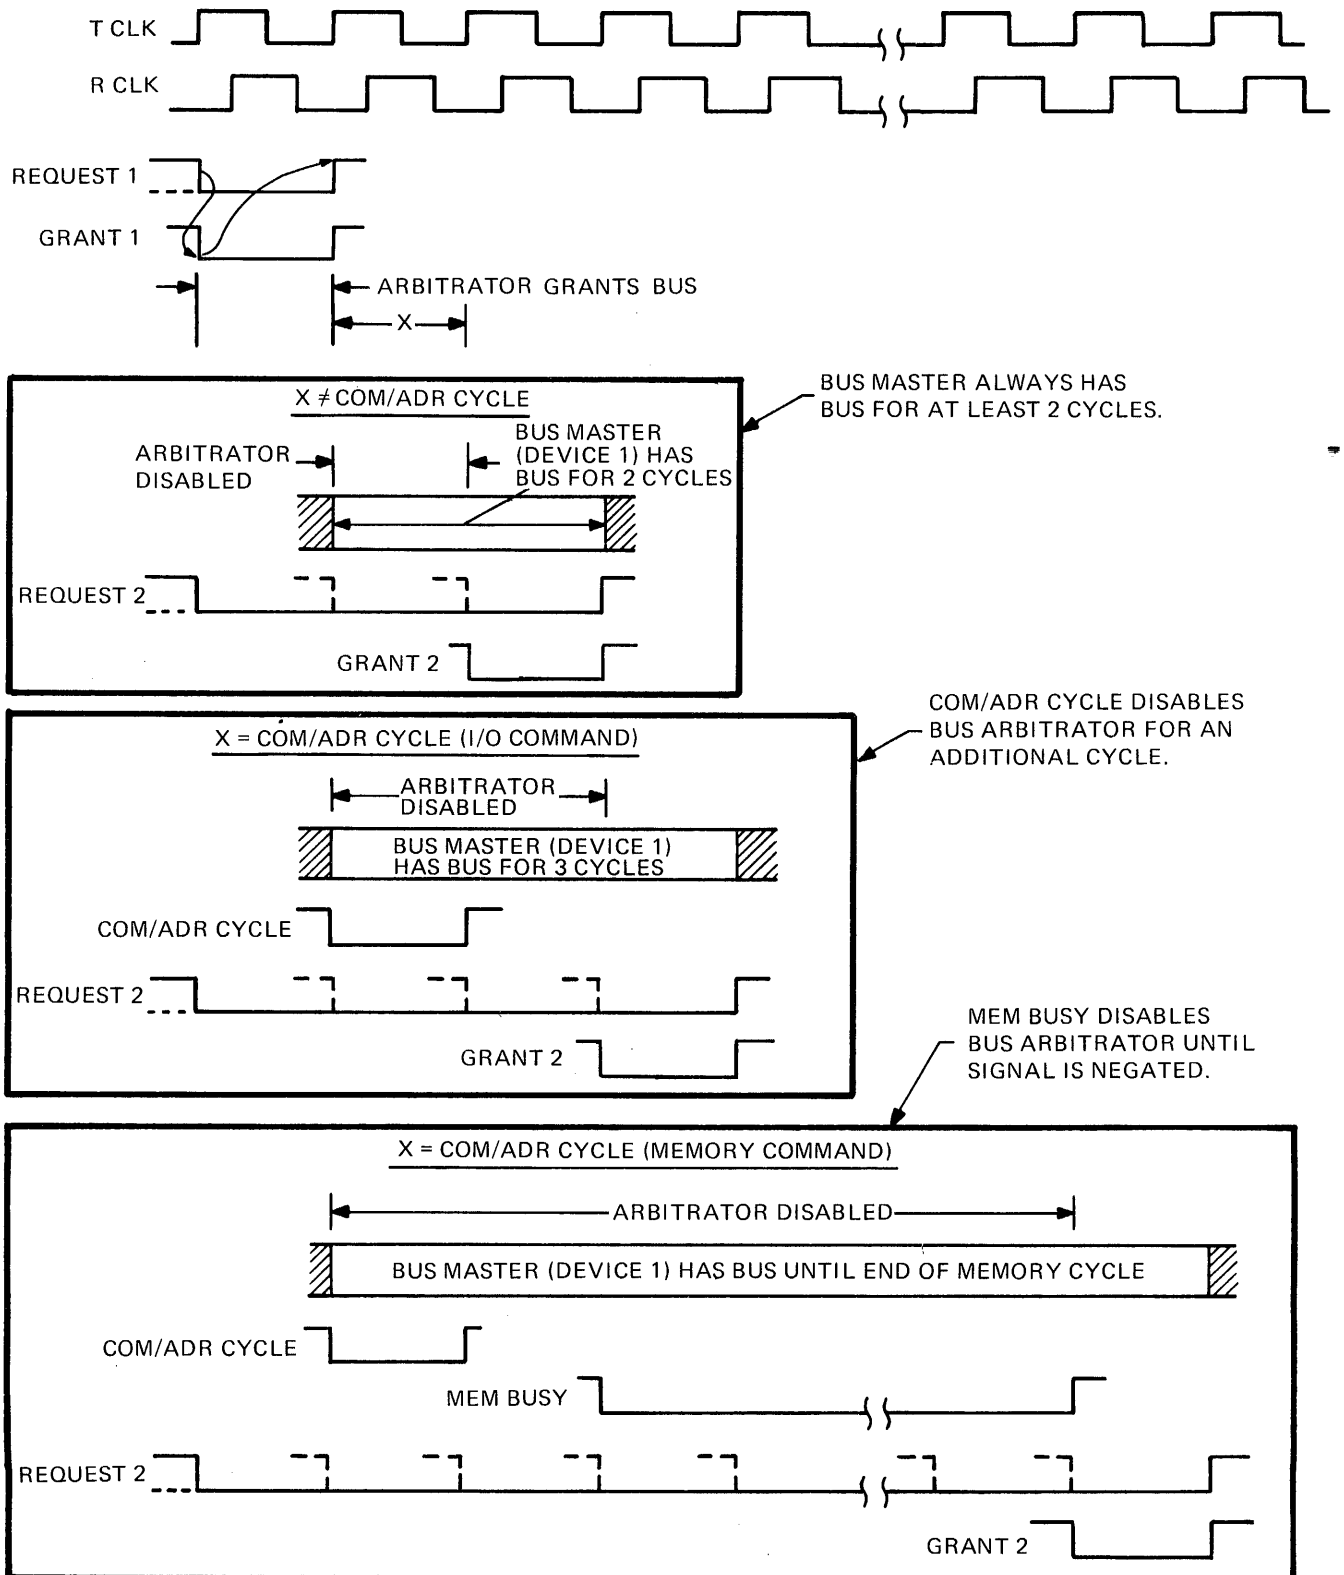 T CLK
R CLK
REQUEST 1
GRANT 1
ARBITRATOR GRANTS BUS
X
X ≠ COM/ADR CYCLE
BUS MASTER ALWAYS HAS
BUS FOR AT LEAST 2 CYCLES.
ARBITRATOR
DISABLED
BUS MASTER
(DEVICE 1) HAS
BUS FOR 2 CYCLES
REQUEST 2
GRANT 2
COM/ADR CYCLE DISABLES
BUS ARBITRATOR FOR AN
ADDITIONAL CYCLE.
X = COM/ADR CYCLE (I/O COMMAND)
ARBITRATOR
DISABLED
BUS MASTER (DEVICE 1)
HAS BUS FOR 3 CYCLES
COM/ADR CYCLE
REQUEST 2
GRANT 2
MEM BUSY DISABLES
BUS ARBITRATOR UNTIL
SIGNAL IS NEGATED.
X = COM/ADR CYCLE (MEMORY COMMAND)
ARBITRATOR DISABLED
BUS MASTER (DEVICE 1) HAS BUS UNTIL END OF MEMORY CYCLE
COM/ADR CYCLE
MEM BUSY
REQUEST 2
GRANT 2